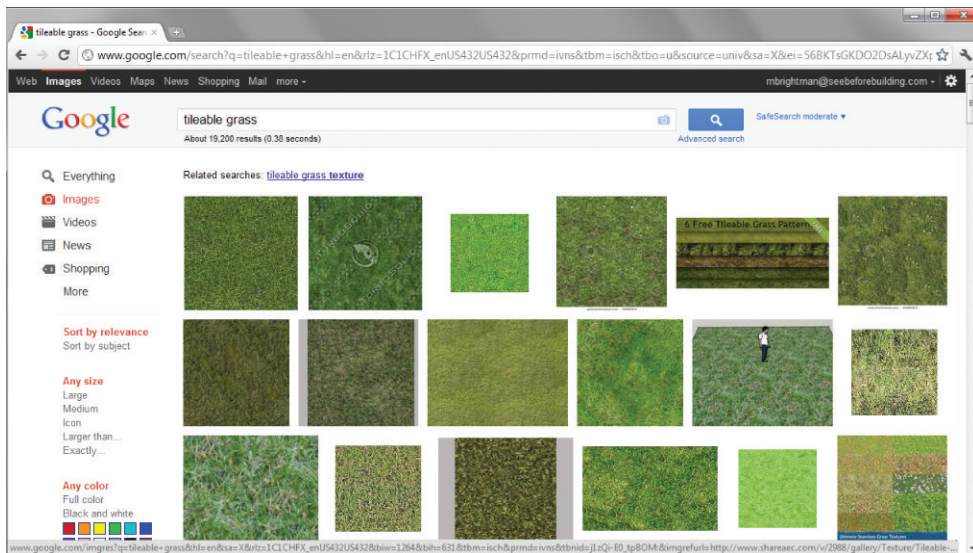 tileable grass - Google Sear
www.google.com/search?q=tileable+grass&hl=en&rlz=1C1CHFX_enUS432US432&prmd=ivns&tbm=isch&tbo=u&source=univ&sa=X&ei=56BKTsGKDO2DsALyvZX
Web Images Videos Maps News Shopping Mail more
mbrightman@seebeforebuilding.com
Google
tileable grass
SafeSearch moderate
About 19,200 results (0.38 seconds)
Advanced search
Everything
Images
Videos
News
Shopping
More
Sort by relevance
Sort by subject
Any size
Large
Medium
Icon
Larger than...
Exactly...
Any color
Full color
Black and white
Related searches: tileable grass texture
6 Free Tileable Grass Pattern
Ultimate Seamless Grass Textures
www.google.com/imgres?q=tileable+grass&hl=en&sa=X&rlz=1C1CHFX_enUS432US432&biw=1264&bih=631&tbm=isch&prmd=ivns&tbnid=j1zQi-E0_tpBOM:&imgrefurl=http://www.shareaec.com/v/2988/gallery/Texture/Tileable-...